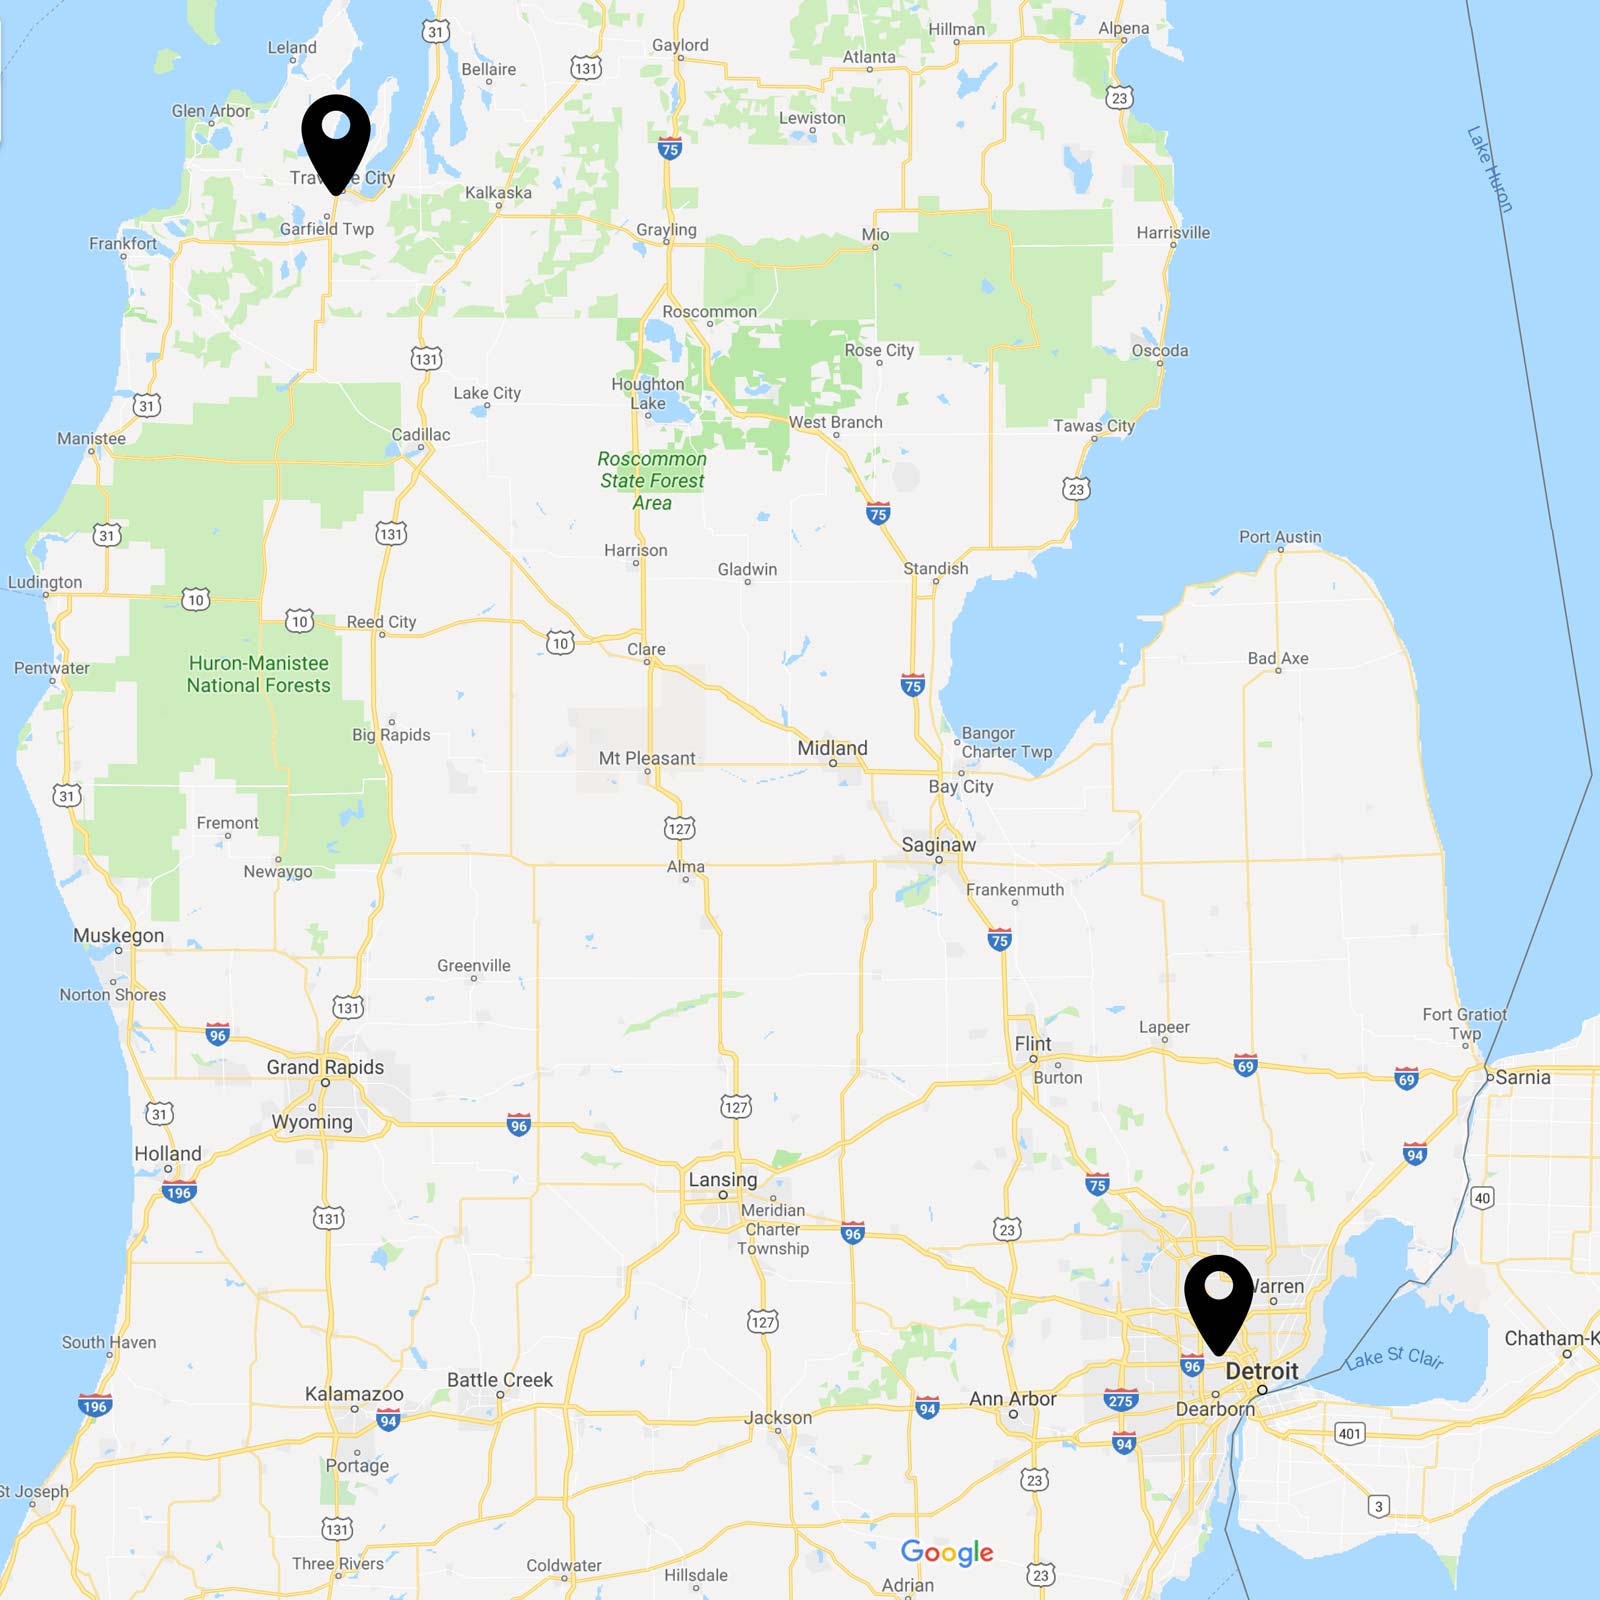 31
Gaylord
Hillman
Alpena
Leland
Atlanta
Bellaire
131
23
Glen Arbor
Lewiston
75
Lake Huron
City
Kalkaska
Garfield Twp
Grayling
Mio
Harrisville
Frankfort
Roscommon
Rose City
Oscoda
131
Houghton
Lake
Lake City
31
West Branch
Tawas City
Manistee
Cadillac
Roscommon
State Forest
Area
23
75
31
131
Port Austin
Harrison
Gladwin
Standish
Ludington
10
10
Reed City
10
Clare
Bad Axe
Huron-Manistee
National Forests
Pentwater
75
Big Rapids
Bangor
Charter Twp
Midland
Mt Pleasant
Bay City
31
Fremont
127
Saginaw
Newaygo
Alma
Frankenmuth
Muskegon
75
Greenville
Norton Shores
131
Fort Gratiot
Twp
96
Lapeer
Flint
Grand Rapids
69
69
Burton
Sarnia
31
127
Wyoming
96
Holland
94
196
Lansing
75
40
Meridian
Charter
Township
131
96
23
Warren
127
South Haven
Lake St Clair
Chatham-K
96
Detroit
Battle Creek
Kalamazoo
Ann Arbor
275
Dearborn
196
94
94
Jackson
401
94
Portage
23
St Joseph
3
131
Google
Three Rivers
Coldwater
Hillsdale
23
Adrian